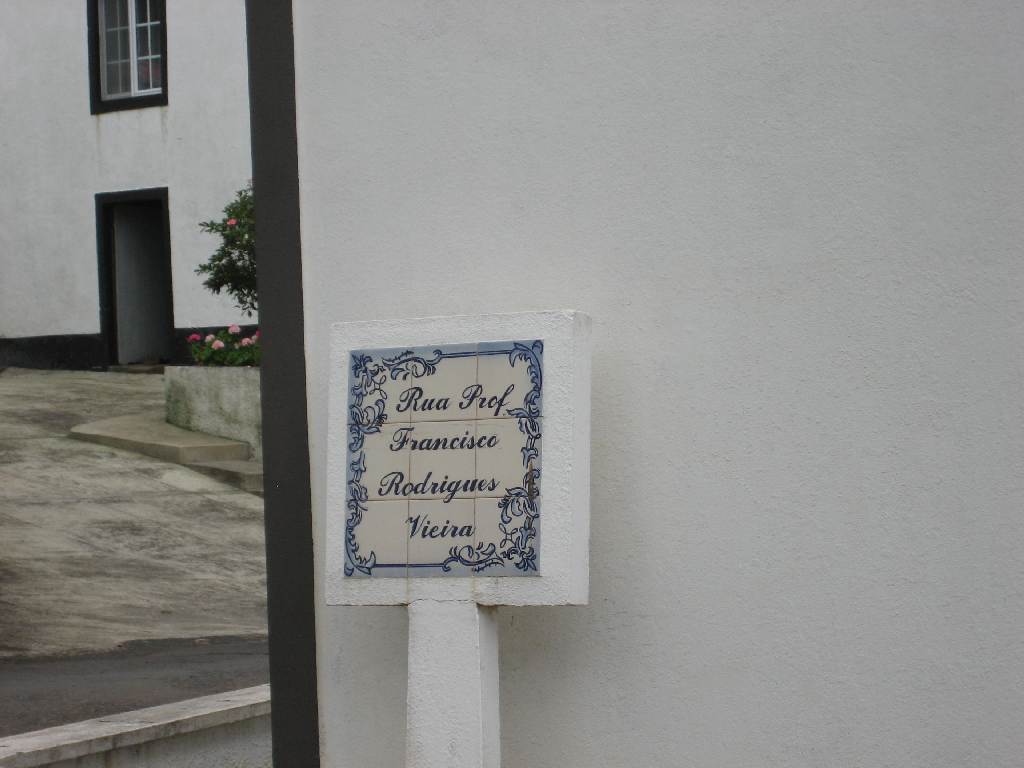 Rua Prof
Francisco
Rodrigues
Vieira